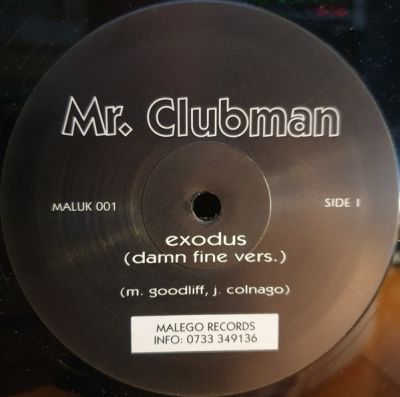 Mr. Clubman
MALUK 001
SIDE 1
exodus
(damn fine vers.)
(m. goodliff, j. colnago)
MALEGO RECORDS
INFO: 0733 349136